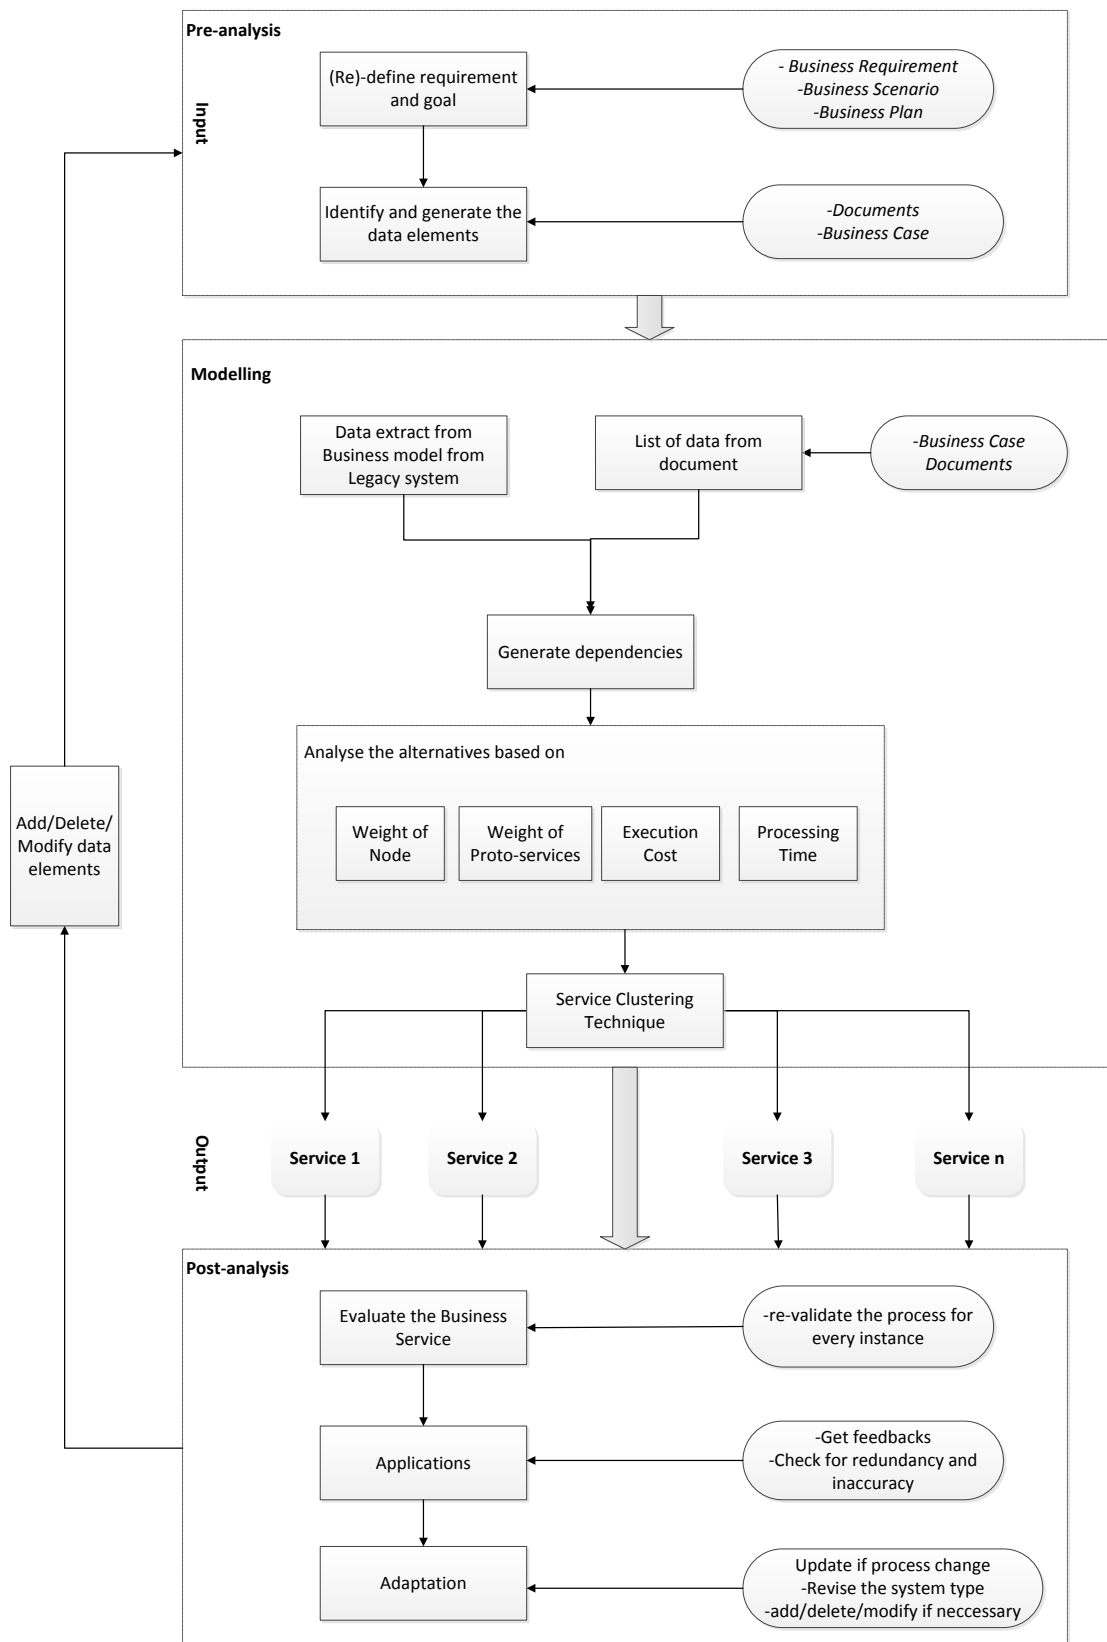 Pre-analysis
Input
(Re)-define requirement
and goal
- Business Requirement
-Business Scenario
-Business Plan
Identify and generate the
data elements
-Documents
-Business Case
Modelling
Data extract from
Business model from
Legacy system
List of data from
document
-Business Case
Documents
Generate dependencies
Analyse the alternatives based on
Weight of
Node
Weight of
Proto-services
Execution
Cost
Processing
Time
Add/Delete/
Modify data
elements
Service Clustering
Technique
Output
Service 1
Service 2
Service 3
Service n
Post-analysis
Evaluate the Business
Service
-re-validate the process for
every instance
Applications
-Get feedbacks
-Check for redundancy and
inaccuracy
Adaptation
Update if process change
-Revise the system type
-add/delete/modify if neccessary